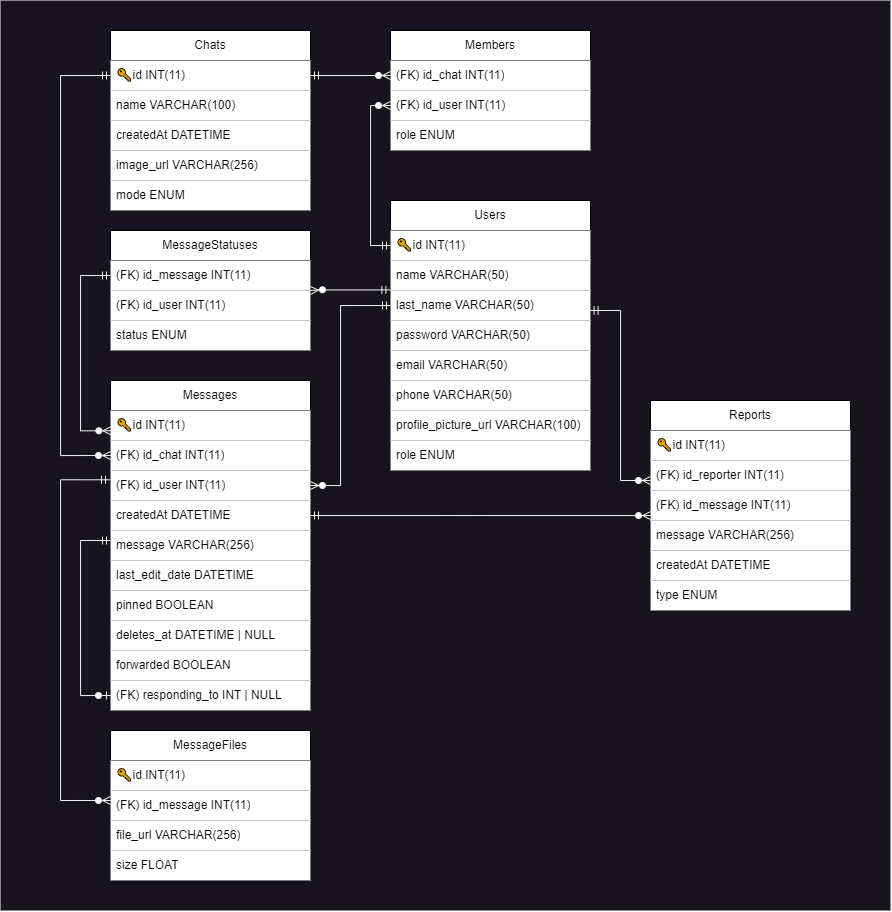 Chats
id INT(11)
name VARCHAR(100)
createdAt DATETIME
image_url VARCHAR(256)
mode ENUM
Members
(FK) id_chat INT(11)
(FK) id_user INT(11)
role ENUM
MessageStatuses
(FK) id_message INT(11)
(FK) id_user INT(11)
status ENUM
Users
id INT(11)
name VARCHAR(50)
last_name VARCHAR(50)
password VARCHAR(50)
email VARCHAR(50)
phone VARCHAR(50)
profile_picture_url VARCHAR(100)
role ENUM
Messages
id INT(11)
(FK) id_chat INT(11)
(FK) id_user INT(11)
createdAt DATETIME
message VARCHAR(256)
last_edit_date DATETIME
pinned BOOLEAN
deletes_at DATETIME | NULL
forwarded BOOLEAN
(FK) responding_to INT | NULL
Reports
id INT(11)
(FK) id_reporter INT(11)
(FK) id_message INT(11)
message VARCHAR(256)
createdAt DATETIME
type ENUM
MessageFiles
id INT(11)
(FK) id_message INT(11)
file_url VARCHAR(256)
size FLOAT